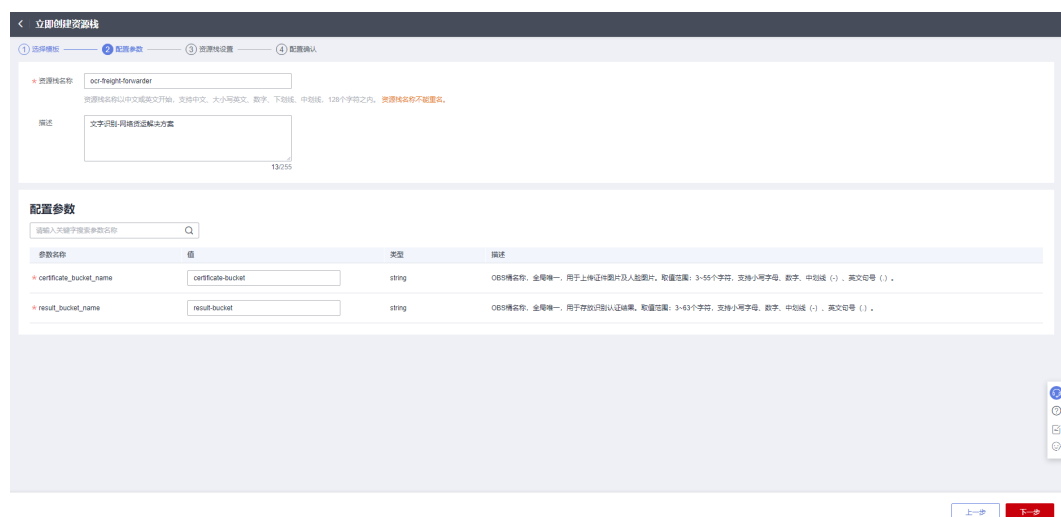 立即创建资源栈
1 选择模板 2 配置参数 3 资源栈设置 4 配置确认
* 资源栈名称 ocr-freight-forwarder
资源栈名称以中文或英文开始，支持中文、大小写英文、数字、下划线、中划线，128个字符之内。 资源栈名称不能重名。
描述 文字识别-网络货运解决方案
13/255
配置参数
请输入关键字搜索参数名称
参数名称 值 类型 描述
* certificate_bucket_name certificate-bucket string OBS桶名称，全局唯一，用于上传证件图片及人脸图片。取值范围：3~55个字符，支持小写字母、数字、中划线（-）、英文句号（.）。
* result_bucket_name result-bucket string OBS桶名称，全局唯一，用于存放识别认证结果。取值范围：3~63个字符，支持小写字母、数字、中划线（-）、英文句号（.）。
上一步 下一步